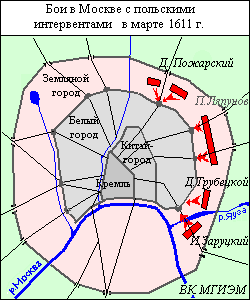 Бои в Москве с польскими
интервентами в марте 1611 г.
Д. Пожарский
Земляной
город
П. Ляпунов
Белый
город
Китай-
город
Кремль
Д.Трубецкой
р.Яуза
И.Заруцкий
р.Москва
ВК МГИЭМ